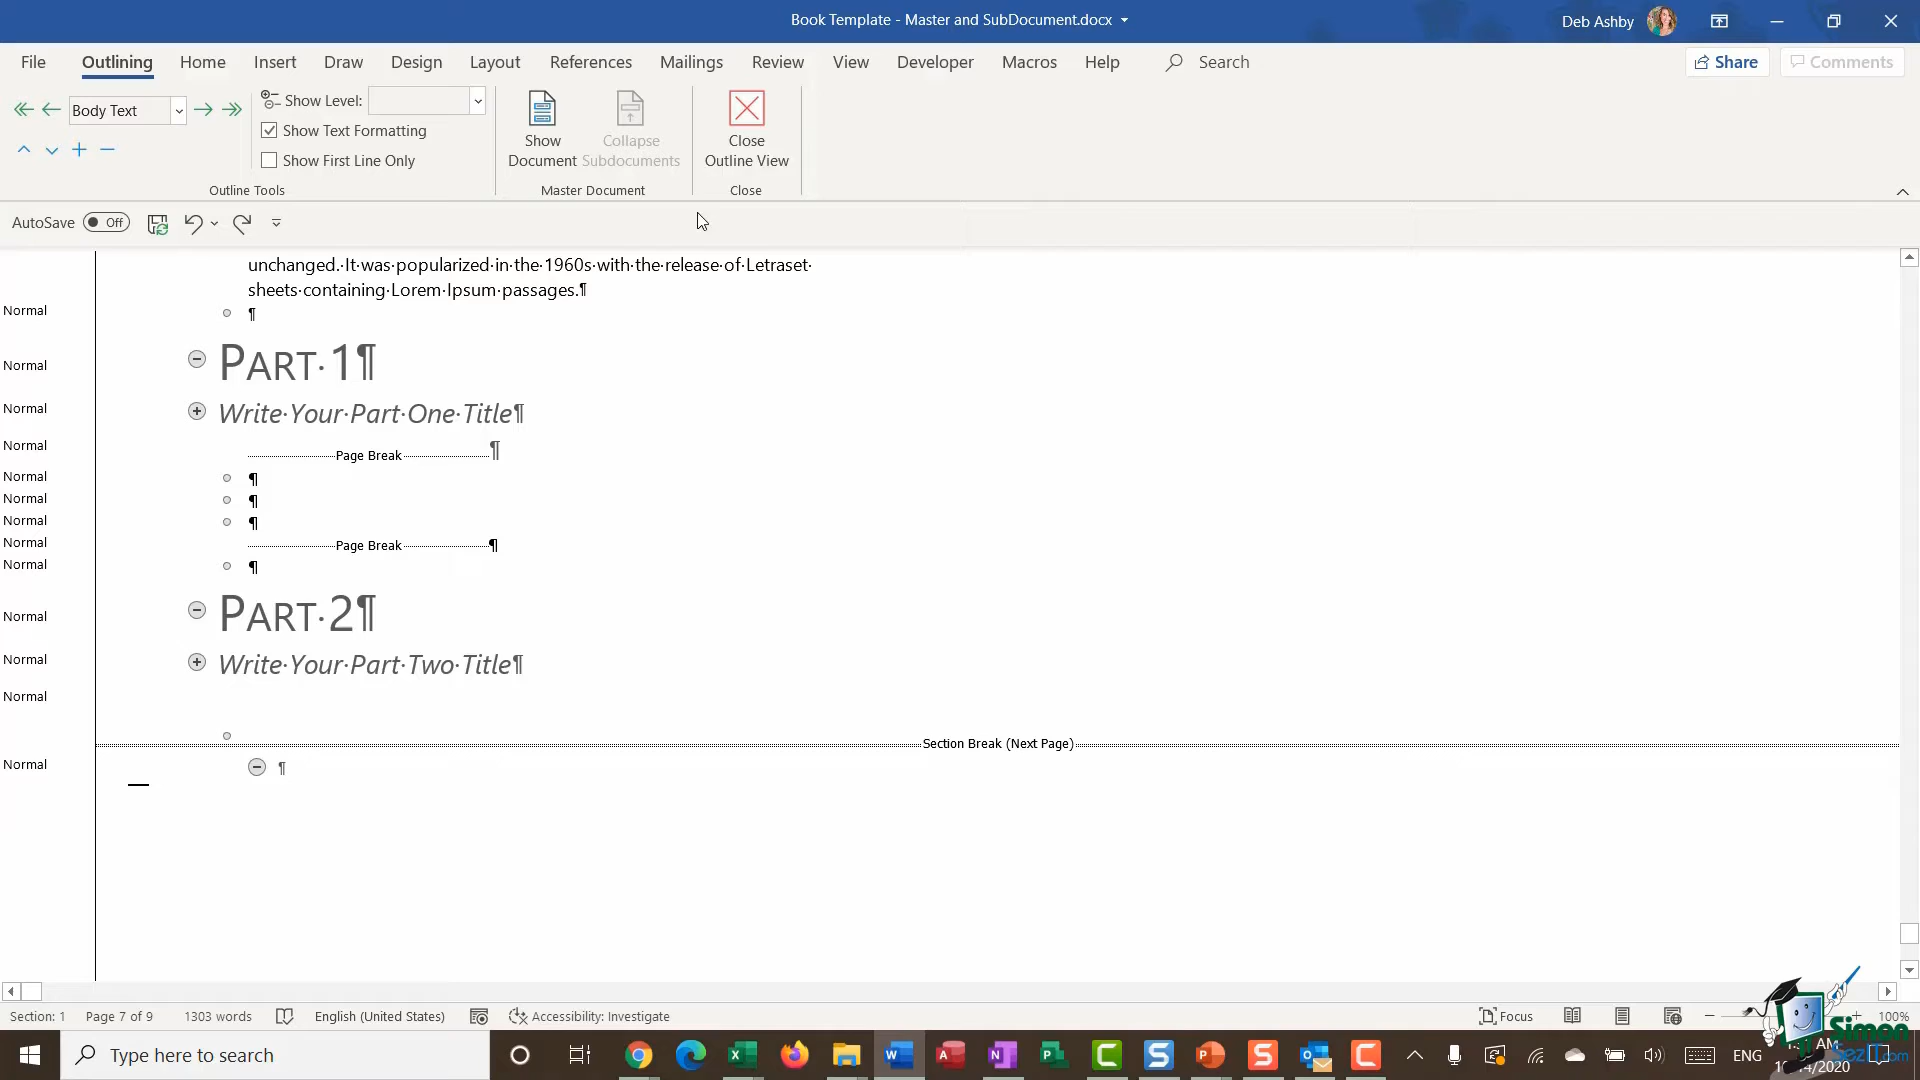 Book Template - Master and SubDocument.docx
Deb Ashby
File Outlining Home Insert Draw Design Layout References Mailings Review View Developer Macros Help Search Share Comments
Body Text
Show Level:
Show Text Formatting
Show First Line Only
Outline Tools
Show Document
Collapse Subdocuments
Master Document
Close Outline View
Close
AutoSave Off
unchanged.·It·was·popularized·in·the·1960s·with·the·release·of·Letraset·
sheets·containing·Lorem·Ipsum·passages.¶
Normal ¶
Normal PART·1¶
Normal Write·Your·Part·One·Title¶
Normal Page Break ¶
Normal ¶
Normal ¶
Normal ¶
Normal Page Break ¶
Normal ¶
Normal PART·2¶
Normal Write·Your·Part·Two·Title¶
Normal
Section Break (Next Page)
Normal ¶
Section: 1 Page 7 of 9 1303 words English (United States) Accessibility: Investigate Focus 100%
Type here to search
ENG
AM
Simon
SezIt.com